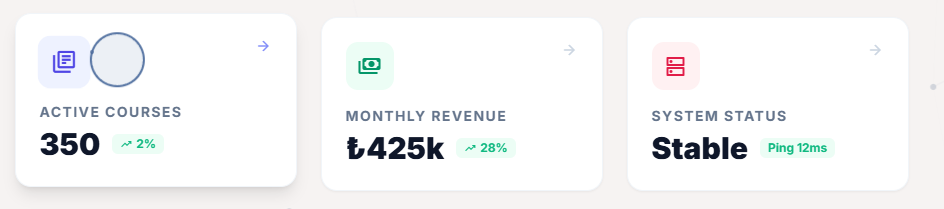 ACTIVE COURSES
350 2%
MONTHLY REVENUE
₺425k 28%
SYSTEM STATUS
Stable Ping 12ms